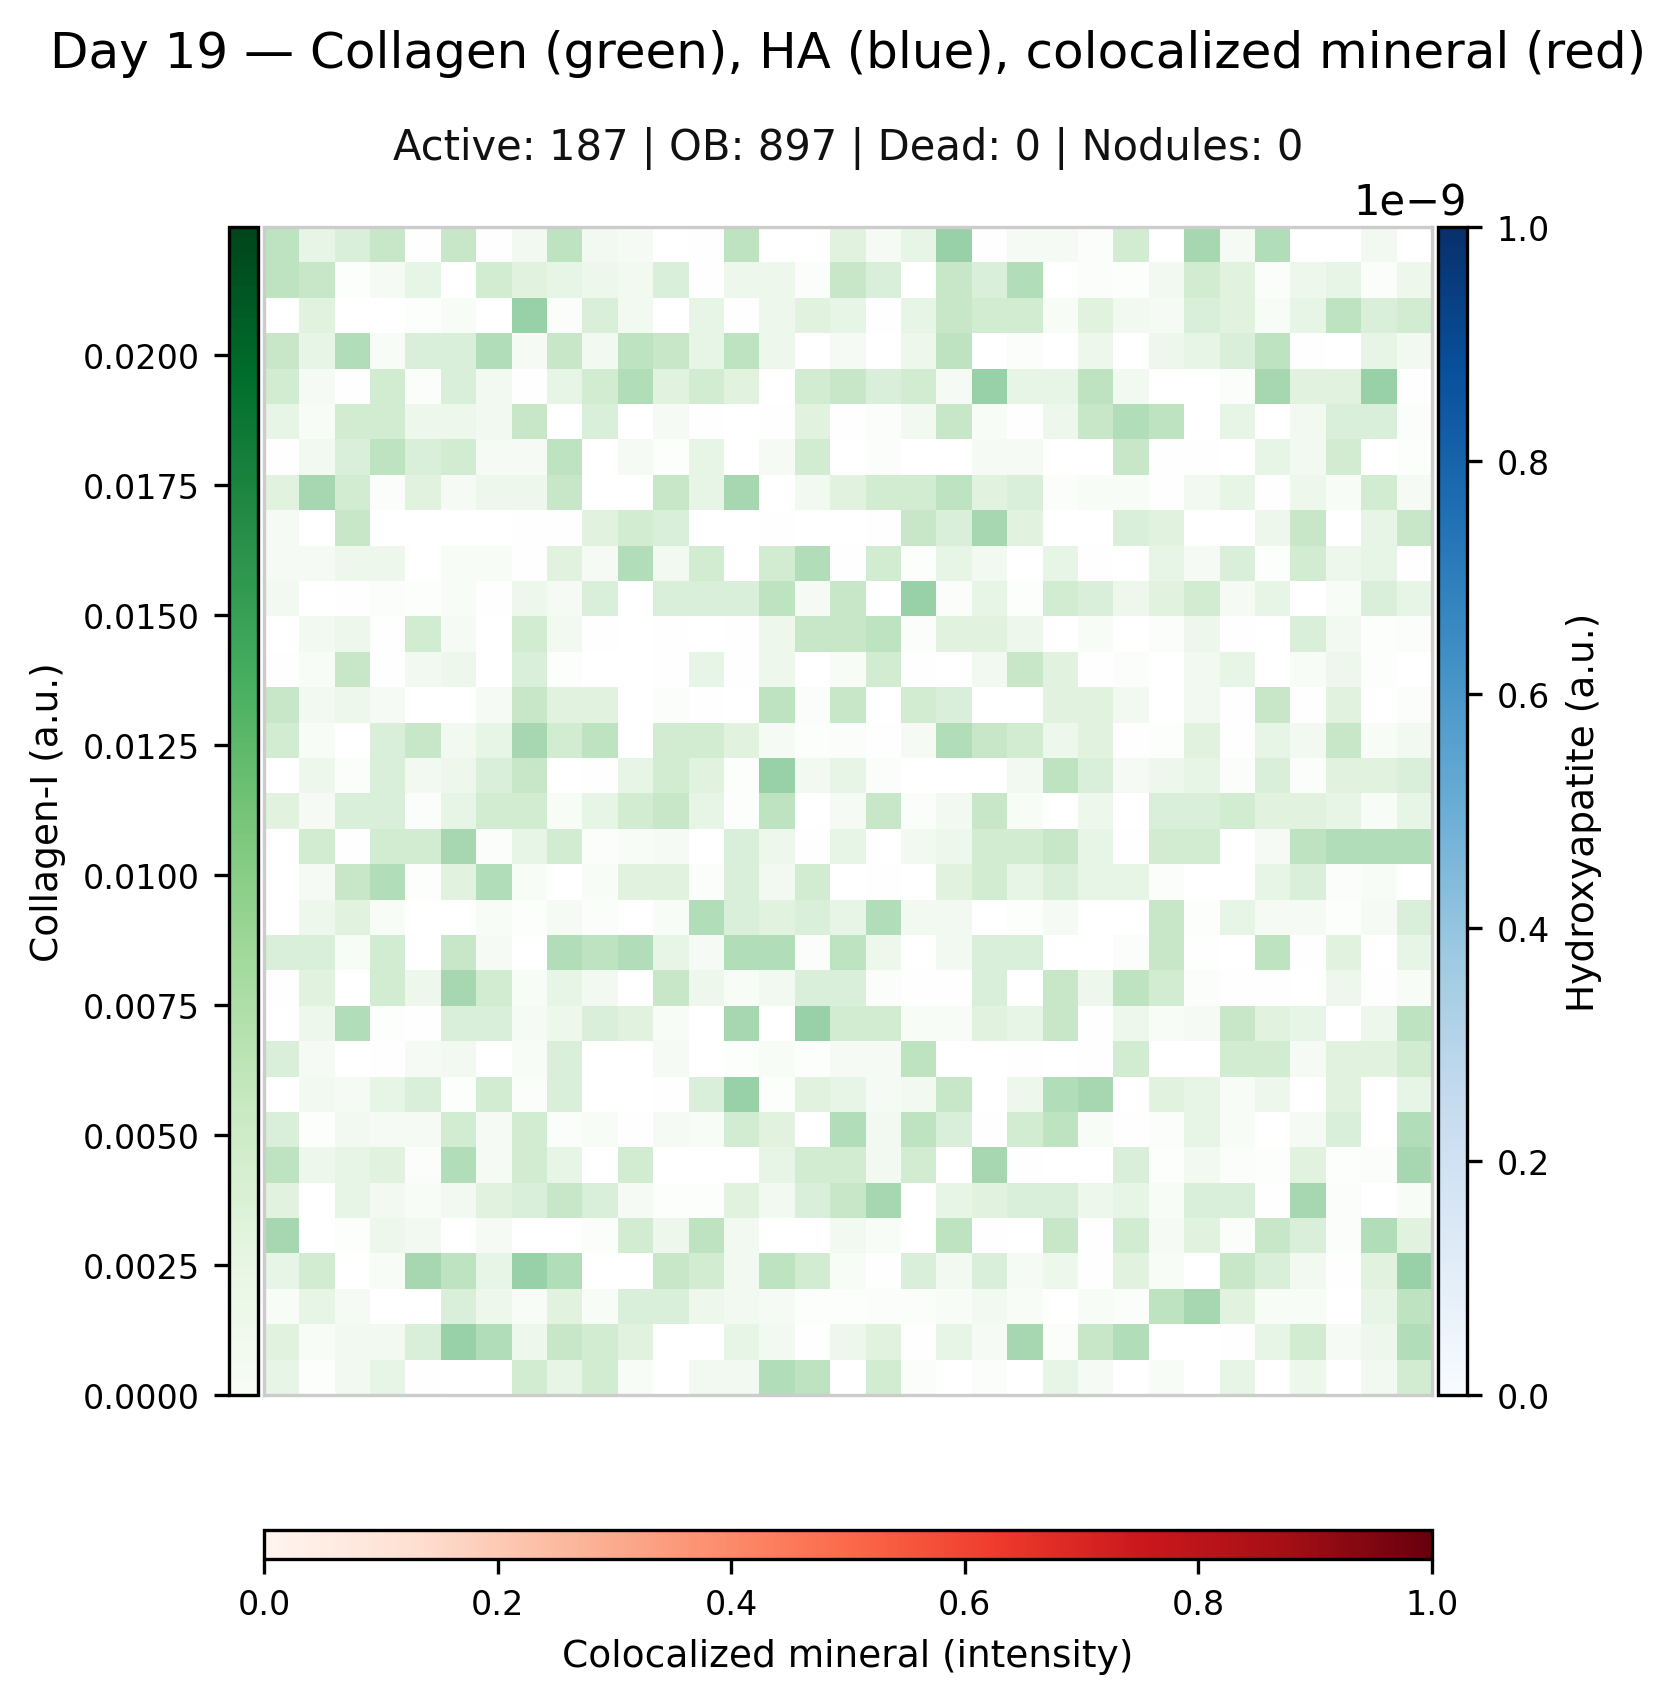 Day 19 — Collagen (green), HA (blue), colocalized mineral (red)
Active: 187 | OB: 897 | Dead: 0 | Nodules: 0
1e−9
0.0200
0.0175
0.0150
0.0125
0.0100
0.0075
0.0050
0.0025
0.0000
Collagen-I (a.u.)
1.0
0.8
0.6
0.4
0.2
0.0
Hydroxyapatite (a.u.)
0.0 0.2 0.4 0.6 0.8 1.0
Colocalized mineral (intensity)